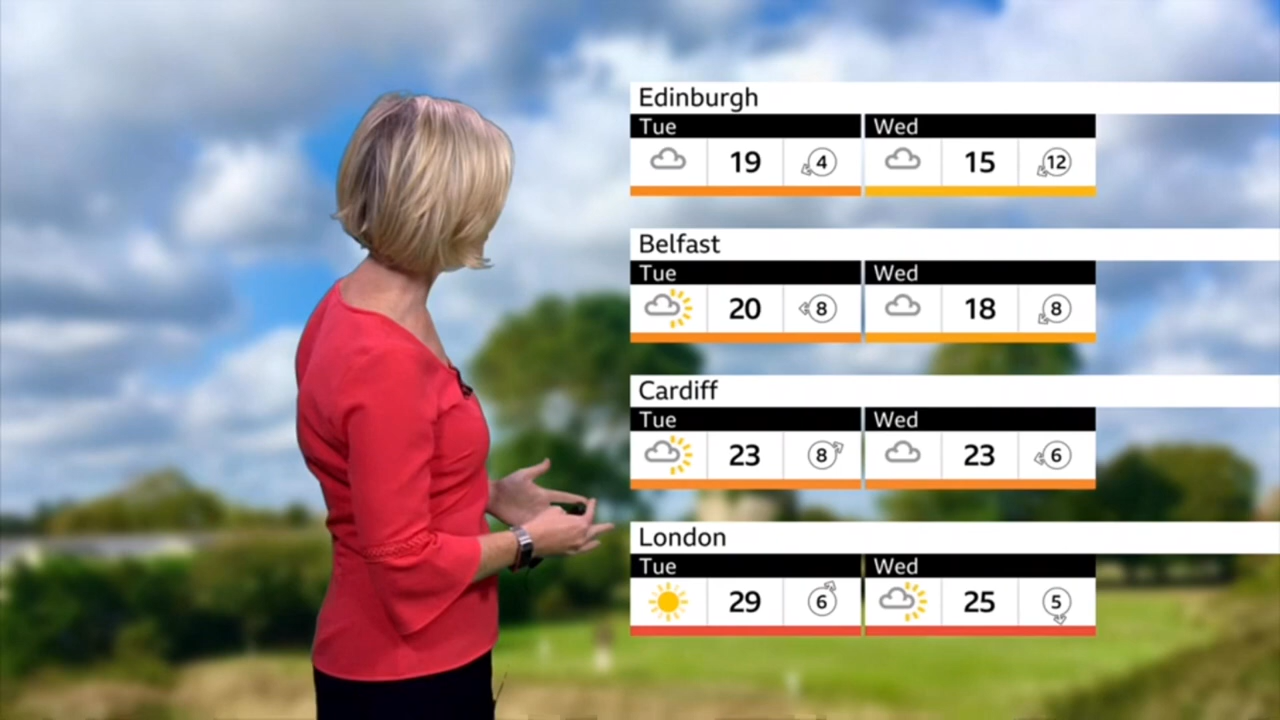 Edinburgh
Tue Wed
19 4 15 12
Belfast
Tue Wed
20 8 18 8
Cardiff
Tue Wed
23 8 23 6
London
Tue Wed
29 6 25 5